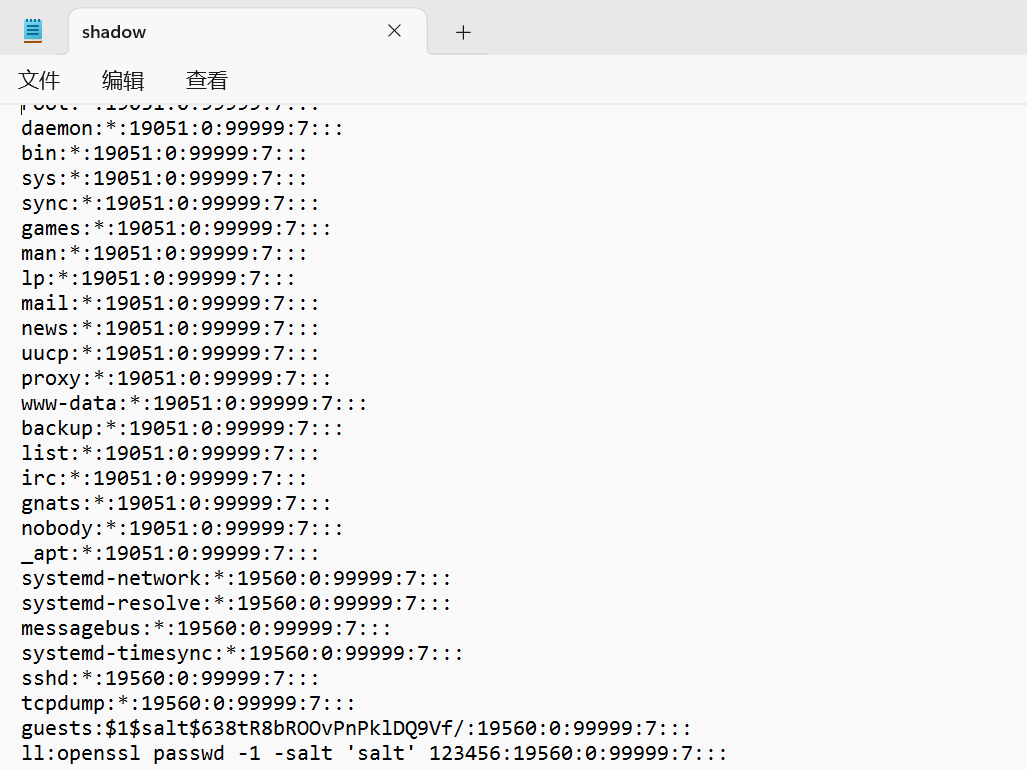 shadow
文件 编辑 查看
root:*:19051:0:99999:7:::
daemon:*:19051:0:99999:7:::
bin:*:19051:0:99999:7:::
sys:*:19051:0:99999:7:::
sync:*:19051:0:99999:7:::
games:*:19051:0:99999:7:::
man:*:19051:0:99999:7:::
lp:*:19051:0:99999:7:::
mail:*:19051:0:99999:7:::
news:*:19051:0:99999:7:::
uucp:*:19051:0:99999:7:::
proxy:*:19051:0:99999:7:::
www-data:*:19051:0:99999:7:::
backup:*:19051:0:99999:7:::
list:*:19051:0:99999:7:::
irc:*:19051:0:99999:7:::
gnats:*:19051:0:99999:7:::
nobody:*:19051:0:99999:7:::
_apt:*:19051:0:99999:7:::
systemd-network:*:19560:0:99999:7:::
systemd-resolve:*:19560:0:99999:7:::
messagebus:*:19560:0:99999:7:::
systemd-timesync:*:19560:0:99999:7:::
sshd:*:19560:0:99999:7:::
tcpdump:*:19560:0:99999:7:::
guests:$1$salt$638tR8bROOvPnPklDQ9Vf/:19560:0:99999:7:::
ll:openssl passwd -1 -salt 'salt' 123456:19560:0:99999:7:::